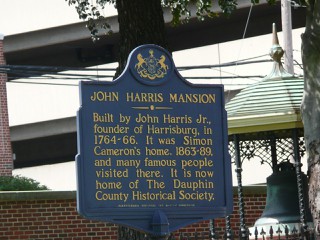 JOHN HARRIS MANSION
Built by John Harris Jr.,
founder of Harrisburg, in
1764-66. It was Simon
Cameron's home, 1863-89,
and many famous people
visited there. It is now
home of The Dauphin
County Historical Society.